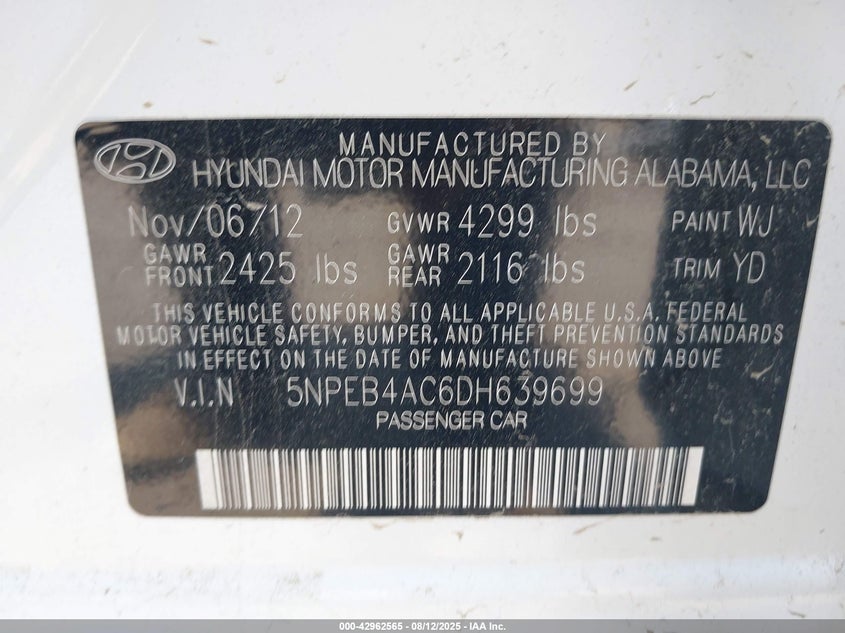 MANUFACTURED BY
HYUNDAI MOTOR MANUFACTURING ALABAMA, LLC
Nov/06/12 GVWR 4299 lbs PAINT WJ
GAWR FRONT 2425 lbs GAWR REAR 2116 lbs TRIM YD
THIS VEHICLE CONFORMS TO ALL APPLICABLE U.S.A. FEDERAL
MOTOR VEHICLE SAFETY, BUMPER, AND THEFT PREVENTION STANDARDS
IN EFFECT ON THE DATE OF MANUFACTURE SHOWN ABOVE
V.I.N 5NPEB4AC6DH639699
PASSENGER CAR
000-42962565 - 08/12/2025 - IAA Inc.